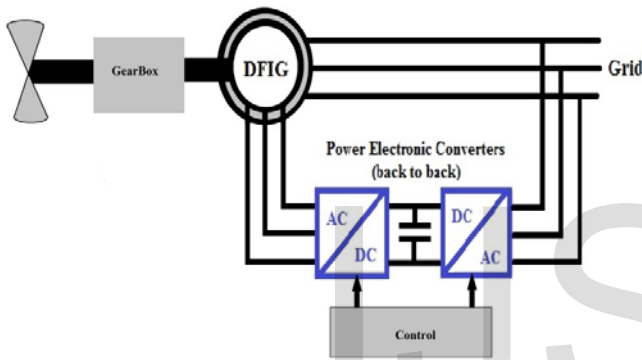 GearBox
DFIG
Grid
Power Electronic Converters
(back to back)
AC
DC
DC
AC
Control